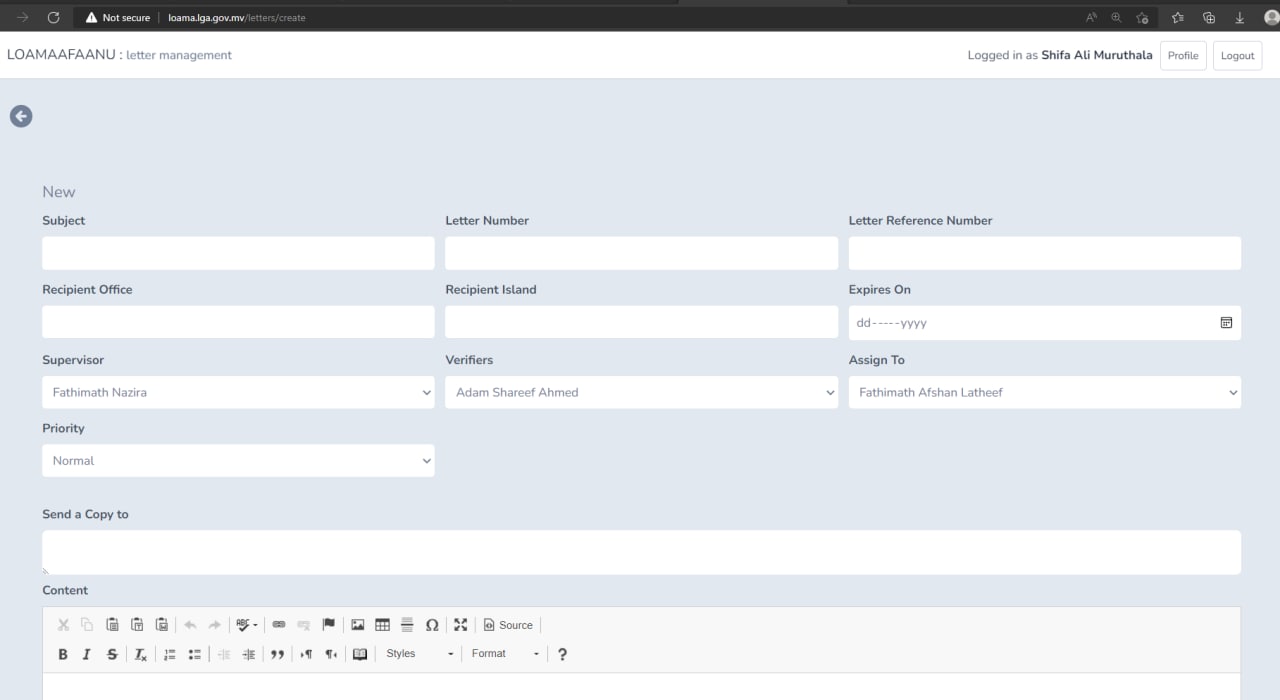 Not secure | loama.lga.gov.mv/letters/create
LOAMAAFAANU : letter management
Logged in as Shifa Ali Muruthala Profile Logout
New
Subject Letter Number Letter Reference Number
Recipient Office Recipient Island Expires On
dd-----yyyy
Supervisor Verifiers Assign To
Fathimath Nazira Adam Shareef Ahmed Fathimath Afshan Latheef
Priority
Normal
Send a Copy to
Content
Source
Styles Format ?